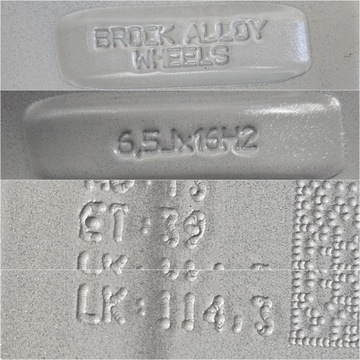 BROCK ALLOY
WHEELS
6,5Jx16H2
ET:39
LK:114,3